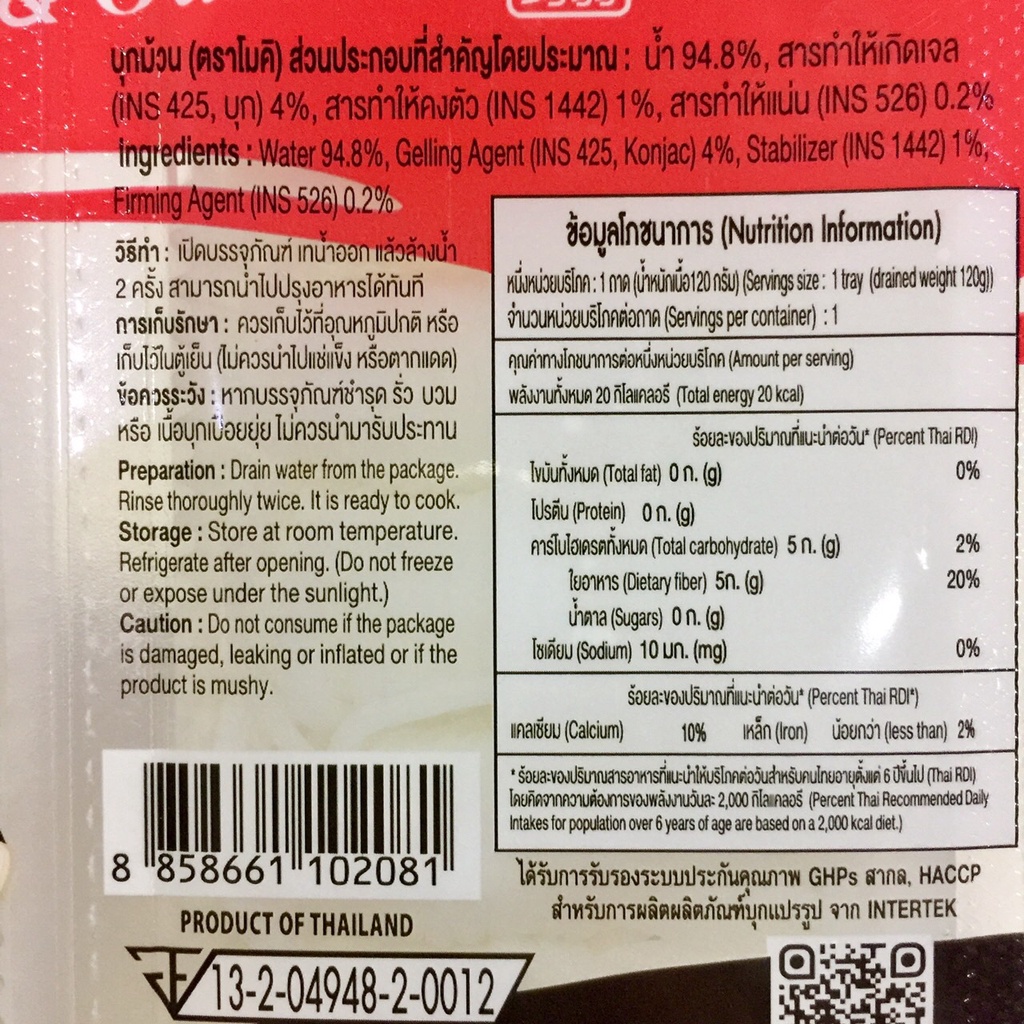 บุกม้วน (ตราโมคิ) ส่วนประกอบที่สำคัญโดยประมาณ : น้ำ 94.8%, สารทำให้เกิดเจล
(INS 425, บุก) 4%, สารทำให้คงตัว (INS 1442) 1%, สารทำให้แน่น (INS 526) 0.2%
Ingredients : Water 94.8%, Gelling Agent (INS 425, Konjac) 4%, Stabilizer (INS 1442) 1%,
Firming Agent (INS 526) 0.2%
วิธีทำ : เปิดบรรจุภัณฑ์ เทน้ำออก แล้วล้างน้ำ
2 ครั้ง สามารถนำไปปรุงอาหารได้ทันที
การเก็บรักษา : ควรเก็บไว้ที่อุณหภูมิปกติ หรือ
เก็บไว้ในตู้เย็น (ไม่ควรนำไปแช่แข็ง หรือตากแดด)
ข้อควรระวัง : หากบรรจุภัณฑ์ชำรุด รั่ว บวม
หรือ เนื้อบุกเปื่อยยุ่ย ไม่ควรนำมารับประทาน
Preparation : Drain water from the package.
Rinse thoroughly twice. It is ready to cook.
Storage : Store at room temperature.
Refrigerate after opening. (Do not freeze
or expose under the sunlight.)
Caution : Do not consume if the package
is damaged, leaking or inflated or if the
product is mushy.
ข้อมูลโภชนาการ (Nutrition Information)
หนึ่งหน่วยบริโภค : 1 ถาด (น้ำหนักเนื้อ120 กรัม) (Servings size : 1 tray (drained weight 120g))
จำนวนหน่วยบริโภคต่อถาด (Servings per container) : 1
คุณค่าทางโภชนาการต่อหนึ่งหน่วยบริโภค (Amount per serving)
พลังงานทั้งหมด 20 กิโลแคลอรี (Total energy 20 kcal)
ร้อยละของปริมาณที่แนะนำต่อวัน* (Percent Thai RDI)
ไขมันทั้งหมด (Total fat) 0 ก. (g) 0%
โปรตีน (Protein) 0 ก. (g)
คาร์โบไฮเดรตทั้งหมด (Total carbohydrate) 5 ก. (g) 2%
ใยอาหาร (Dietary fiber) 5ก. (g) 20%
น้ำตาล (Sugars) 0 ก. (g)
โซเดียม (Sodium) 10 มก. (mg) 0%
ร้อยละของปริมาณที่แนะนำต่อวัน* (Percent Thai RDI*)
แคลเซียม (Calcium) 10% เหล็ก (Iron) น้อยกว่า (less than) 2%
* ร้อยละของปริมาณสารอาหารที่แนะนำให้บริโภคต่อวันสำหรับคนไทยอายุตั้งแต่ 6 ปีขึ้นไป (Thai RDI)
โดยคิดจากความต้องการของพลังงานวันละ 2,000 กิโลแคลอรี (Percent Thai Recommended Daily
Intakes for population over 6 years of age are based on a 2,000 kcal diet.)
8 858661 102081
PRODUCT OF THAILAND
13-2-04948-2-0012
ได้รับการรับรองระบบประกันคุณภาพ GHPs สากล, HACCP
สำหรับการผลิตผลิตภัณฑ์บุกแปรรูป จาก INTERTEK